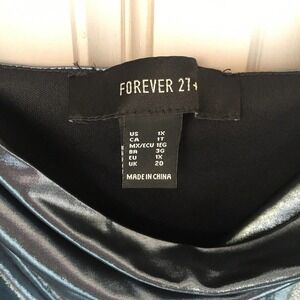 FOREVER 21+
US 1X
CA 1T
MX/ECU 1EG
BR 3G
EU 1X
UK 20
MADE IN CHINA